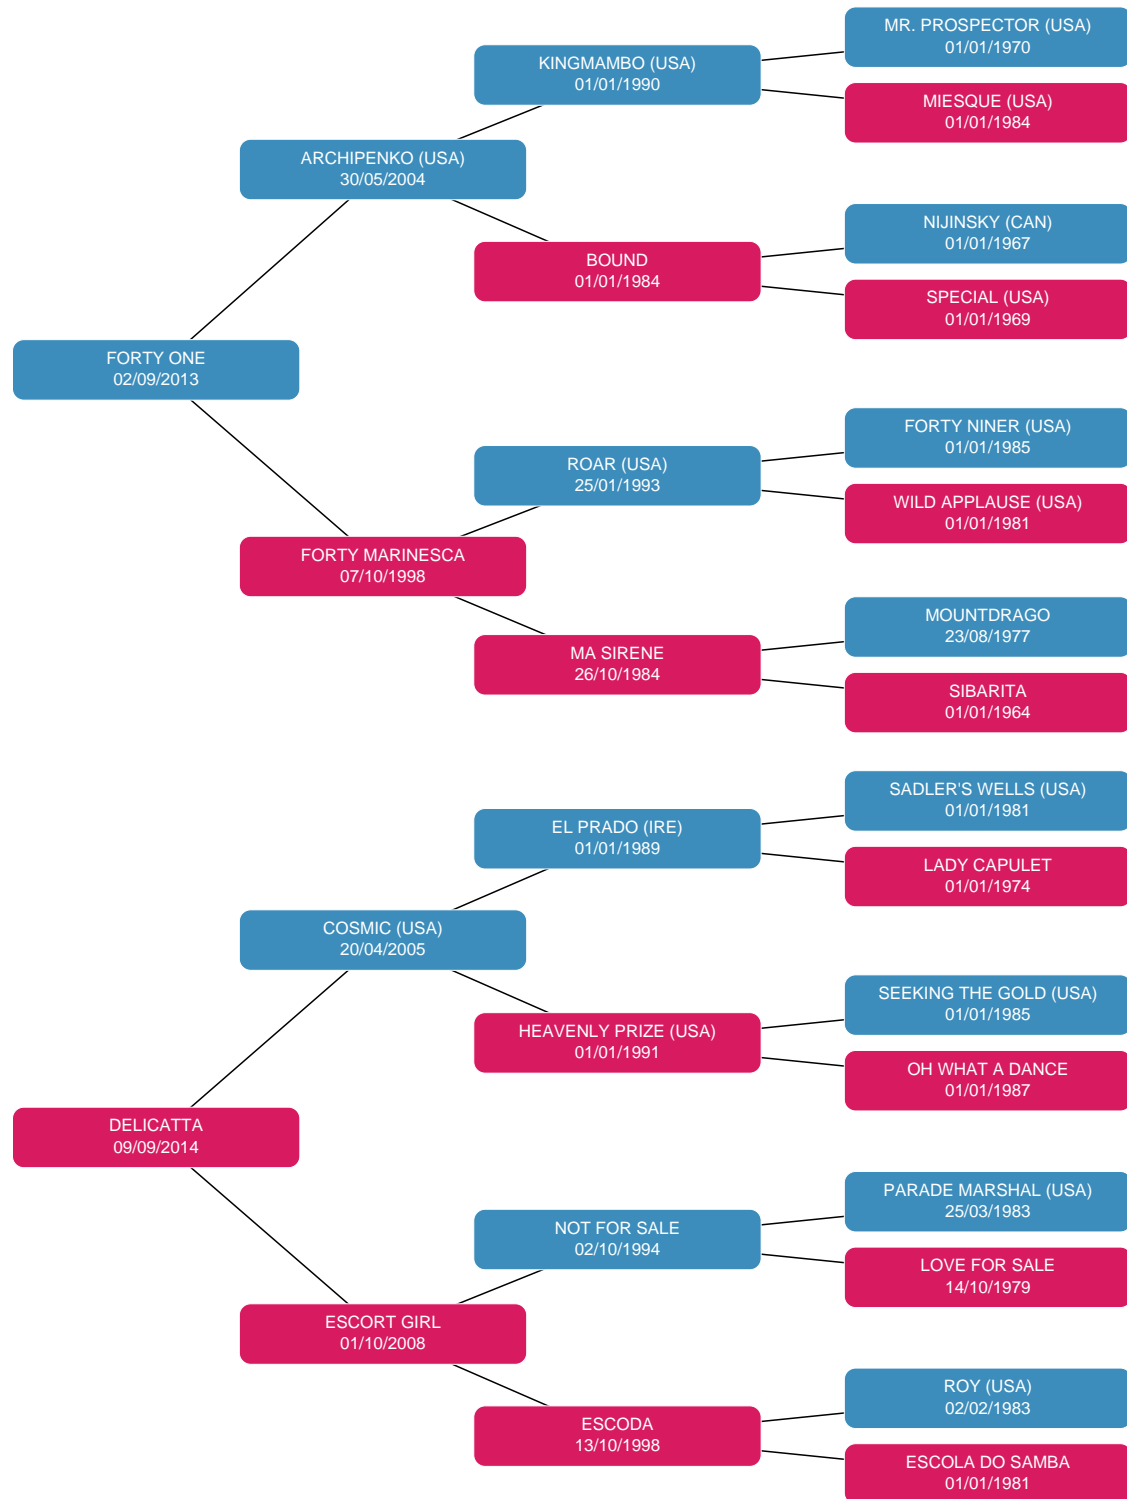 MR. PROSPECTOR (USA)
01/01/1970
KINGMAMBO (USA)
01/01/1990
MIESQUE (USA)
01/01/1984
ARCHIPENKO (USA)
30/05/2004
NIJINSKY (CAN)
01/01/1967
BOUND
01/01/1984
SPECIAL (USA)
01/01/1969
FORTY ONE
02/09/2013
FORTY NINER (USA)
01/01/1985
ROAR (USA)
25/01/1993
WILD APPLAUSE (USA)
01/01/1981
FORTY MARINESCA
07/10/1998
MOUNTDRAGO
23/08/1977
MA SIRENE
26/10/1984
SIBARITA
01/01/1964
SADLER'S WELLS (USA)
01/01/1981
EL PRADO (IRE)
01/01/1989
LADY CAPULET
01/01/1974
COSMIC (USA)
20/04/2005
SEEKING THE GOLD (USA)
01/01/1985
HEAVENLY PRIZE (USA)
01/01/1991
OH WHAT A DANCE
01/01/1987
DELICATTA
09/09/2014
PARADE MARSHAL (USA)
25/03/1983
NOT FOR SALE
02/10/1994
LOVE FOR SALE
14/10/1979
ESCORT GIRL
01/10/2008
ROY (USA)
02/02/1983
ESCODA
13/10/1998
ESCOLA DO SAMBA
01/01/1981